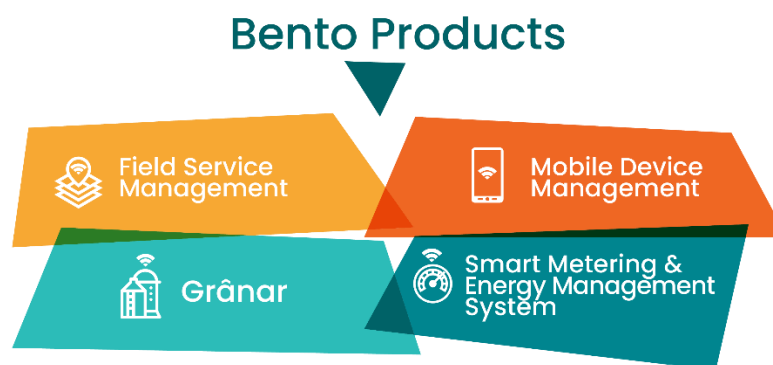 Bento Products
Field Service
Management
Mobile Device
Management
Grânar
Smart Metering &
Energy Management
System